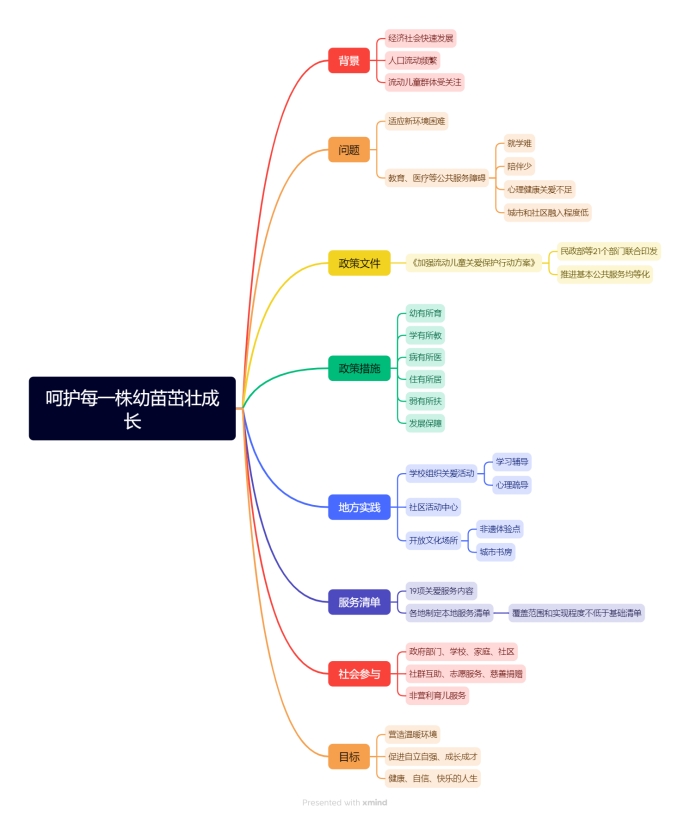 呵护每一株幼苗茁壮成
长
背景
经济社会快速发展
人口流动频繁
流动儿童群体受关注
问题
适应新环境困难
教育、医疗等公共服务障碍
就学难
陪伴少
心理健康关爱不足
城市和社区融入程度低
政策文件
《加强流动儿童关爱保护行动方案》
民政部等21个部门联合印发
推进基本公共服务均等化
政策措施
幼有所育
学有所教
病有所医
住有所居
弱有所扶
发展保障
地方实践
学校组织关爱活动
学习辅导
心理疏导
社区活动中心
开放文化场所
非遗体验点
城市书房
服务清单
19项关爱服务内容
各地制定本地服务清单
覆盖范围和实现程度不低于基础清单
社会参与
政府部门、学校、家庭、社区
社群互助、志愿服务、慈善捐赠
非营利育儿服务
目标
营造温暖环境
促进自立自强、成长成才
健康、自信、快乐的人生
Presented with xmind